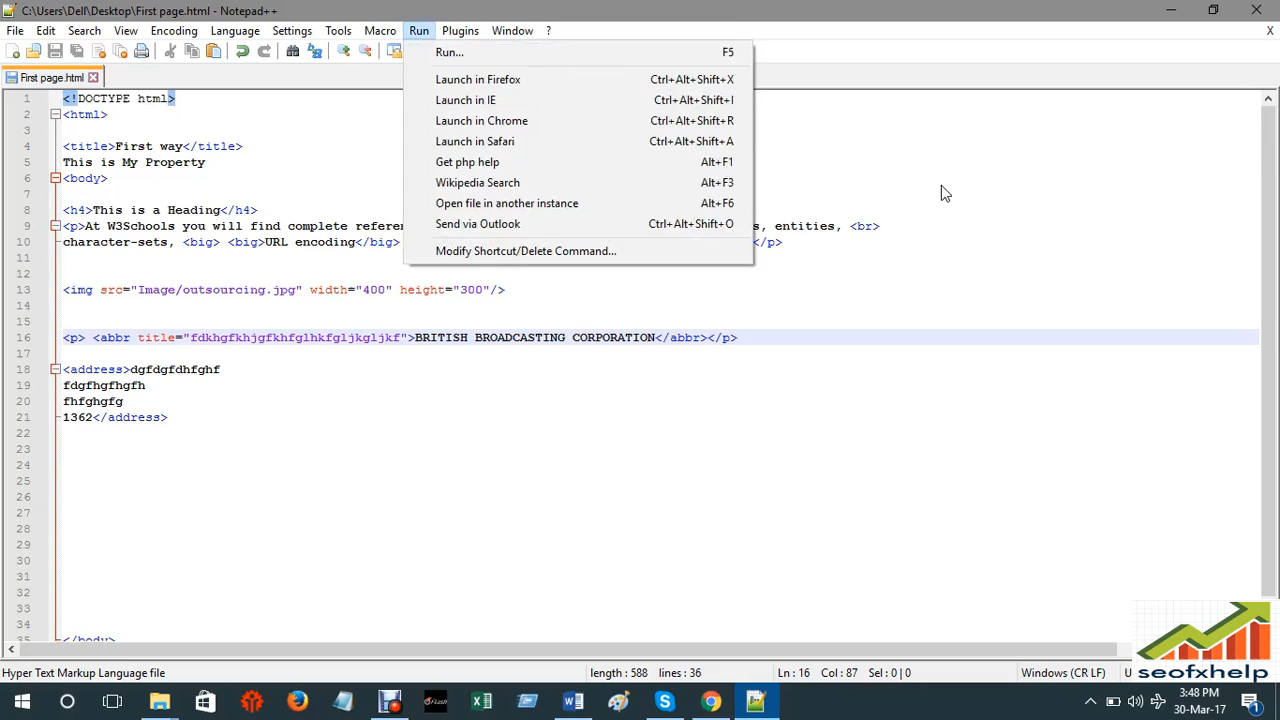 C:\Users\Dell\Desktop\First page.html - Notepad++
File Edit Search View Encoding Language Settings Tools Macro Run Plugins Window ? X
First page.html
Run... F5
Launch in Firefox Ctrl+Alt+Shift+X
Launch in IE Ctrl+Alt+Shift+I
Launch in Chrome Ctrl+Alt+Shift+R
Launch in Safari Ctrl+Alt+Shift+A
Get php help Alt+F1
Wikipedia Search Alt+F3
Open file in another instance Alt+F6
Send via Outlook Ctrl+Alt+Shift+O
Modify Shortcut/Delete Command...
1 <!DOCTYPE html>
2 <html>
3
4 <title>First way</title>
5 This is My Property
6 <body>
7
8 <h4>This is a Heading</h4>
9 <p>At W3Schools you will find complete refere s, entities, <br>
10 character-sets, <big> <big>URL encoding</big> </p>
11
12
13 <img src="Image/outsourcing.jpg" width="400" height="300"/>
14
15
16 <p> <abbr title="fdkhgfkhjgfkhfglhkfgljkgljkf">BRITISH BROADCASTING CORPORATION</abbr></p>
17
18 <address>dgfdgfdhfghf
19 fdgfhgfhgfh
20 fhfghgfg
21 1362</address>
22
23
24
25
26
27
28
29
30
31
32
33
34
35 </body>
Hyper Text Markup Language file length : 588 lines : 36 Ln : 16 Col : 87 Sel : 0 | 0 Windows (CR LF) U
seofxhelp
3:48 PM
30-Mar-17